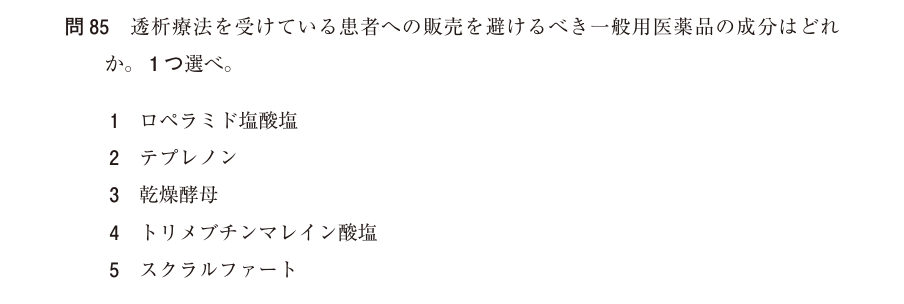 問 85 透析療法を受けている患者への販売を避けるべき一般用医薬品の成分はどれ
か。1つ選べ。
1 ロペラミド塩酸塩
2 テプレノン
3 乾燥酵母
4 トリメブチンマレイン酸塩
5 スクラルファート